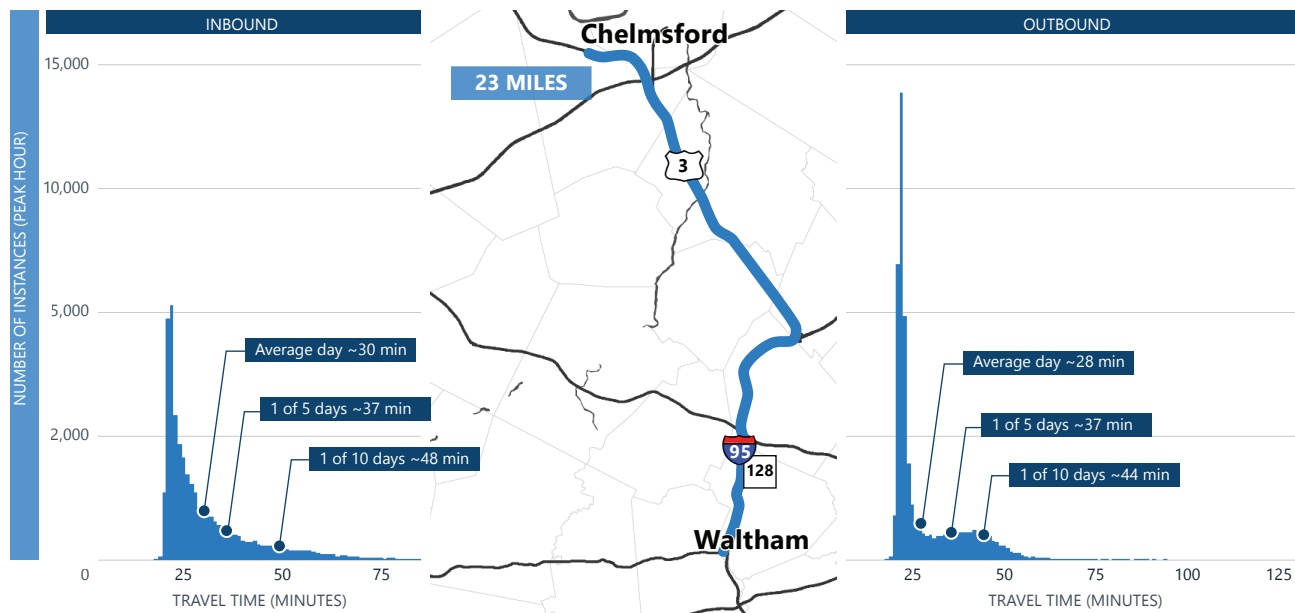 INBOUND
NUMBER OF INSTANCES (PEAK HOUR)
15,000
10,000
5,000
2,000
0
Average day ~30 min
1 of 5 days ~37 min
1 of 10 days ~48 min
25
50
75
TRAVEL TIME (MINUTES)
Chelmsford
23 MILES
3
95
128
Waltham
OUTBOUND
Average day ~28 min
1 of 5 days ~37 min
1 of 10 days ~44 min
25
50
75
100
125
TRAVEL TIME (MINUTES)